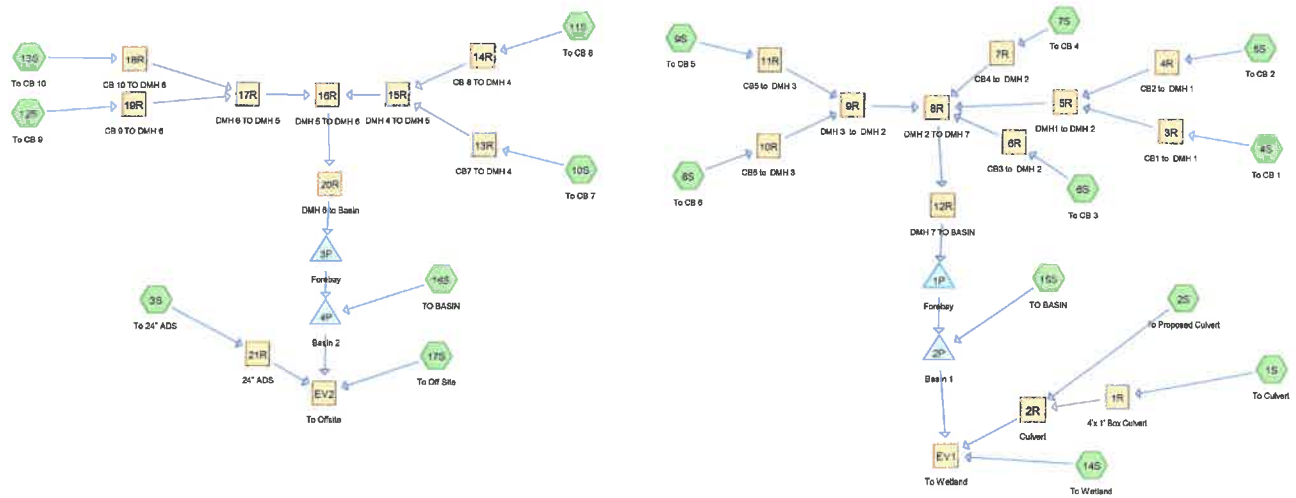 13S
To CB 10
18R
CB 10 TO DMH 6
12S
To CB 9
19R
CB 9 TO DMH 6
17R
DMH 6 TO DMH 5
16R
DMH 5 TO DMH 6
15R
DMH 4 TO DMH 5
14R
CB 8 TO DMH 4
11S
To CB 8
13R
CB7 TO DMH 4
10S
To CB 7
20R
DMH 6 to Basin
3P
Forebay
4P
Basin 2
16S
TO BASIN
3S
To 24" ADS
21R
24" ADS
17S
To Off Site
EV2
To Offsite
9S
To CB 5
11R
CB5 to DMH 3
8S
To CB 6
10R
CB6 to DMH 3
9R
DMH 3 to DMH 2
8R
DMH 2 TO DMH 7
7R
CB4 to DMH 2
7S
To CB 4
5R
DMH1 to DMH 2
4R
CB2 to DMH 1
5S
To CB 2
3R
CB1 to DMH 1
4S
To CB 1
6R
CB3 to DMH 2
6S
To CB 3
12R
DMH 7 TO BASIN
1P
Forebay
2P
Basin 1
15S
TO BASIN
2S
To Proposed Culvert
1S
To Culvert
1R
4'x 1' Box Culvert
2R
Culvert
EV1
To Wetland
14S
To Wetland